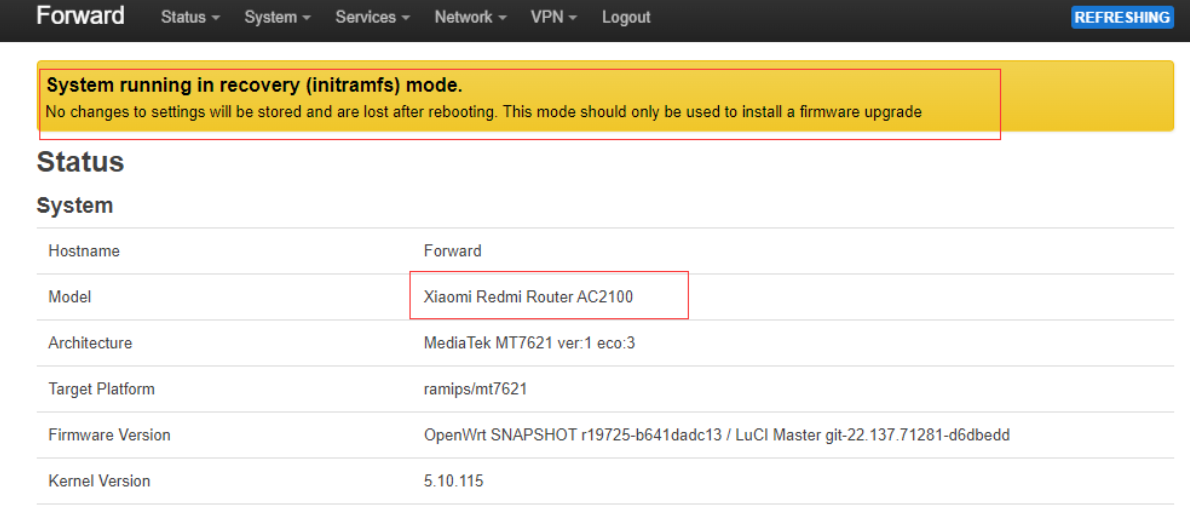 Forward Status System Services Network VPN Logout REFRESHING
System running in recovery (initramfs) mode.
No changes to settings will be stored and are lost after rebooting. This mode should only be used to install a firmware upgrade
Status
System
Hostname Forward
Model Xiaomi Redmi Router AC2100
Architecture MediaTek MT7621 ver:1 eco:3
Target Platform ramips/mt7621
Firmware Version OpenWrt SNAPSHOT r19725-b641dadc13 / LuCI Master git-22.137.71281-d6dbedd
Kernel Version 5.10.115